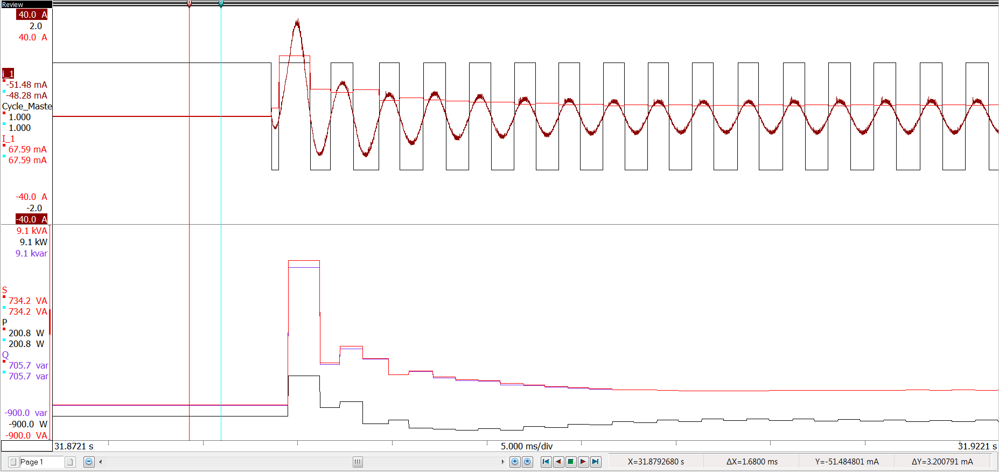 Review
40.0 A
2.0
40.0 A
i_1
-51.48 mA
-48.28 mA
Cycle_Maste
1.000
1.000
I_1
67.59 mA
67.59 mA
-40.0 A
-2.0
-40.0 A
9.1 kVA
9.1 kW
9.1 kvar
S
734.2 VA
734.2 VA
P
200.8 W
200.8 W
Q
705.7 var
705.7 var
-900.0 var
-900.0 W
-900.0 VA
1 2
31.8721 s 5.000 ms/div 31.9221 s
Page 1 X=31.8792680 s ΔX=1.6800 ms Y=-51.484801 mA ΔY=3.200791 mA